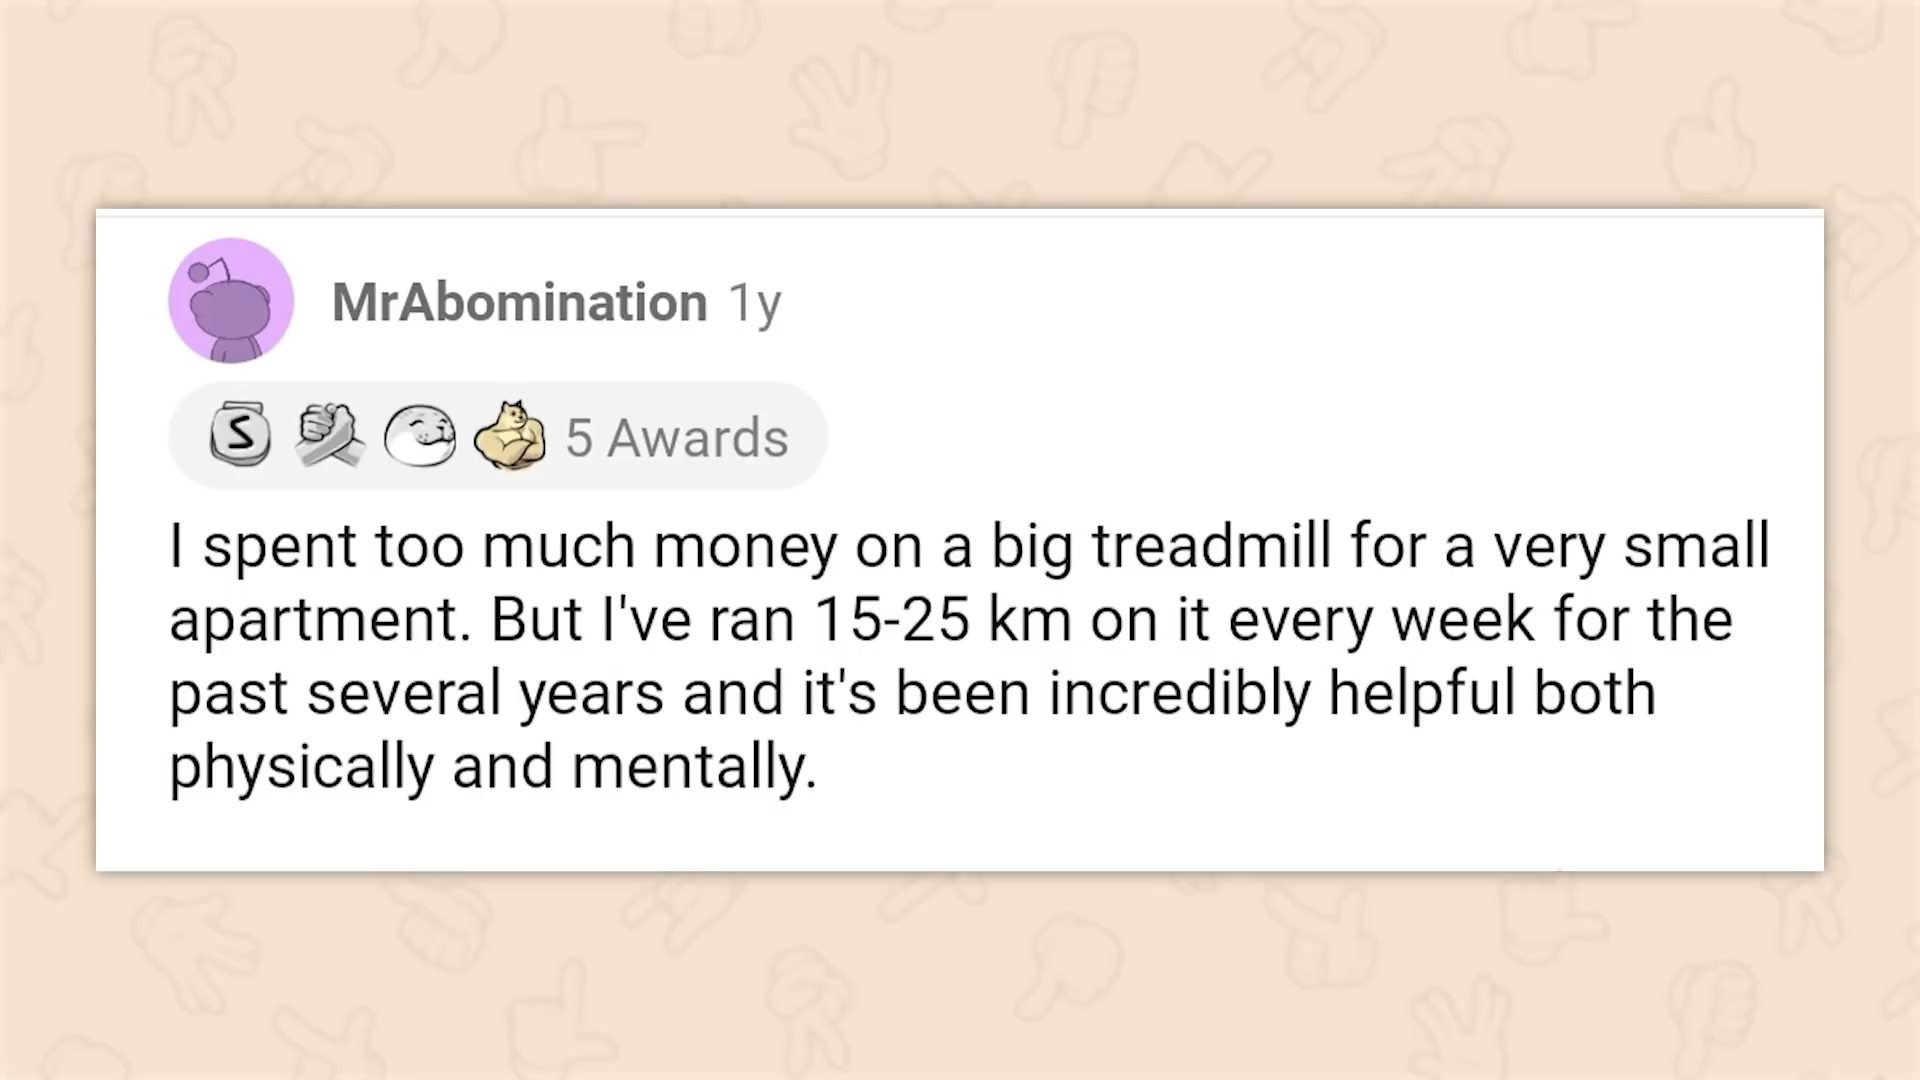 MrAbomination 1y
S 5 Awards
I spent too much money on a big treadmill for a very small
apartment. But I've ran 15-25 km on it every week for the
past several years and it's been incredibly helpful both
physically and mentally.